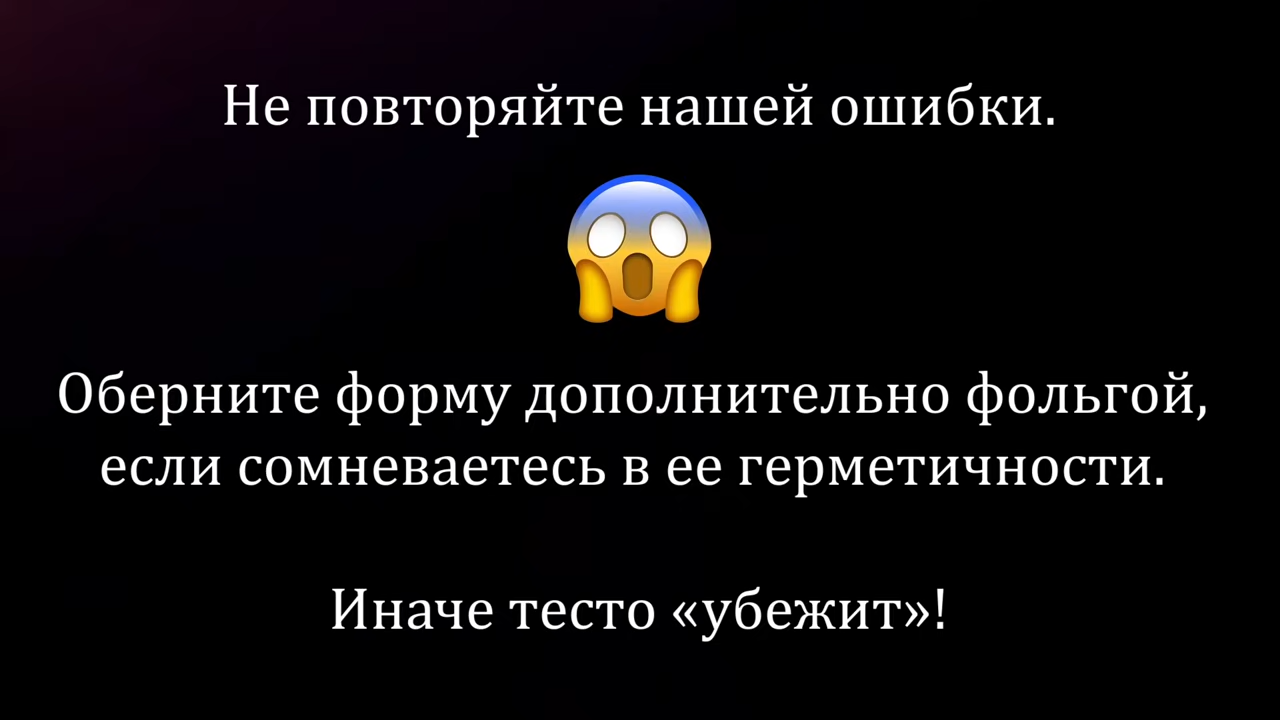 Не повторяйте нашей ошибки.
Оберните форму дополнительно фольгой,
если сомневаетесь в ее герметичности.
Иначе тесто «убежит»!